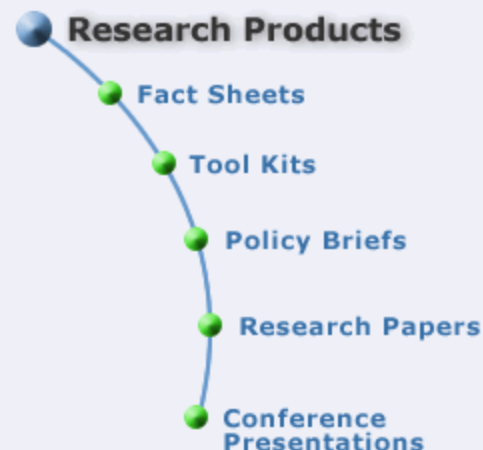 Research Products
Fact Sheets
Tool Kits
Policy Briefs
Research Papers
Conference
Presentations